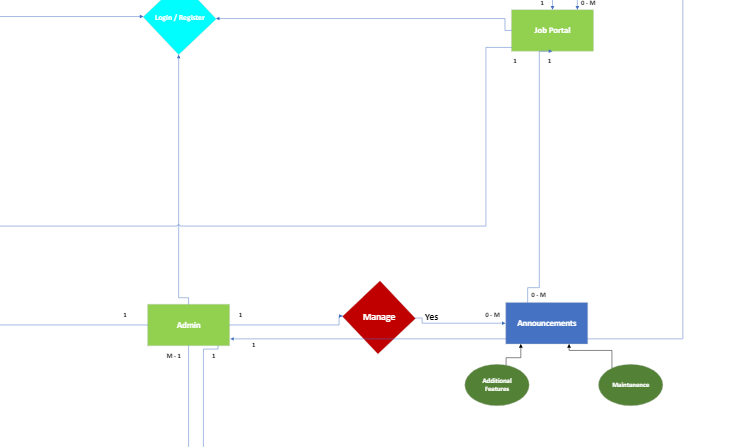 1
0 - M
Login / Register
Job Portal
1
1
0 - M
1
1
Manage
Yes
0 - M
Admin
Announcements
1
M - 1
1
Additional
Features
Maintenance